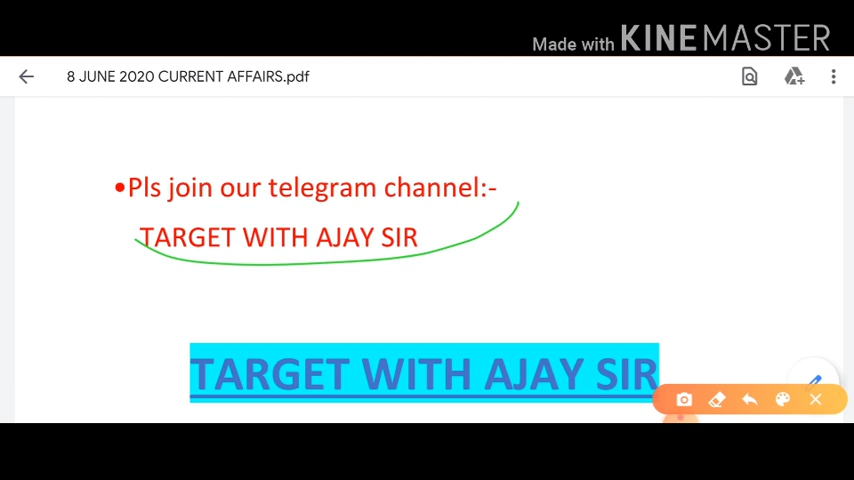 Made with KINEMASTER
8 JUNE 2020 CURRENT AFFAIRS.pdf
•Pls join our telegram channel:-
TARGET WITH AJAY SIR
TARGET WITH AJAY SIR